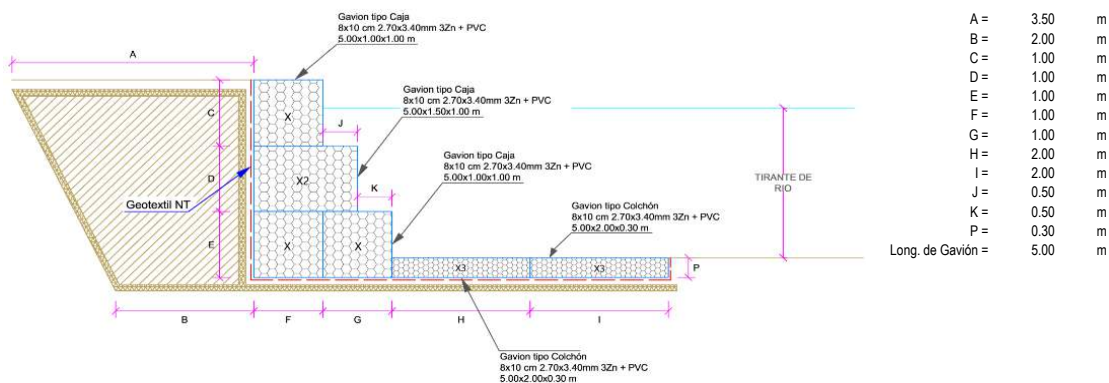 Gavion tipo Caja
8x10 cm 2.70x3.40mm 3Zn + PVC
5.00x1.00x1.00 m
A
C
X
J
Gavion tipo Caja
8x10 cm 2.70x3.40mm 3Zn + PVC
5.00x1.50x1.00 m
D
X2
K
Gavion tipo Caja
8x10 cm 2.70x3.40mm 3Zn + PVC
5.00x1.00x1.00 m
Geotextil NT
TIRANTE DE
RIO
E
X
X
Gavion tipo Colchón
8x10 cm 2.70x3.40mm 3Zn + PVC
5.00x2.00x0.30 m
X3
X3
P
B
F
G
H
I
Gavion tipo Colchón
8x10 cm 2.70x3.40mm 3Zn + PVC
5.00x2.00x0.30 m
A = 3.50 m
B = 2.00 m
C = 1.00 m
D = 1.00 m
E = 1.00 m
F = 1.00 m
G = 1.00 m
H = 2.00 m
I = 2.00 m
J = 0.50 m
K = 0.50 m
P = 0.30 m
Long. de Gavión = 5.00 m